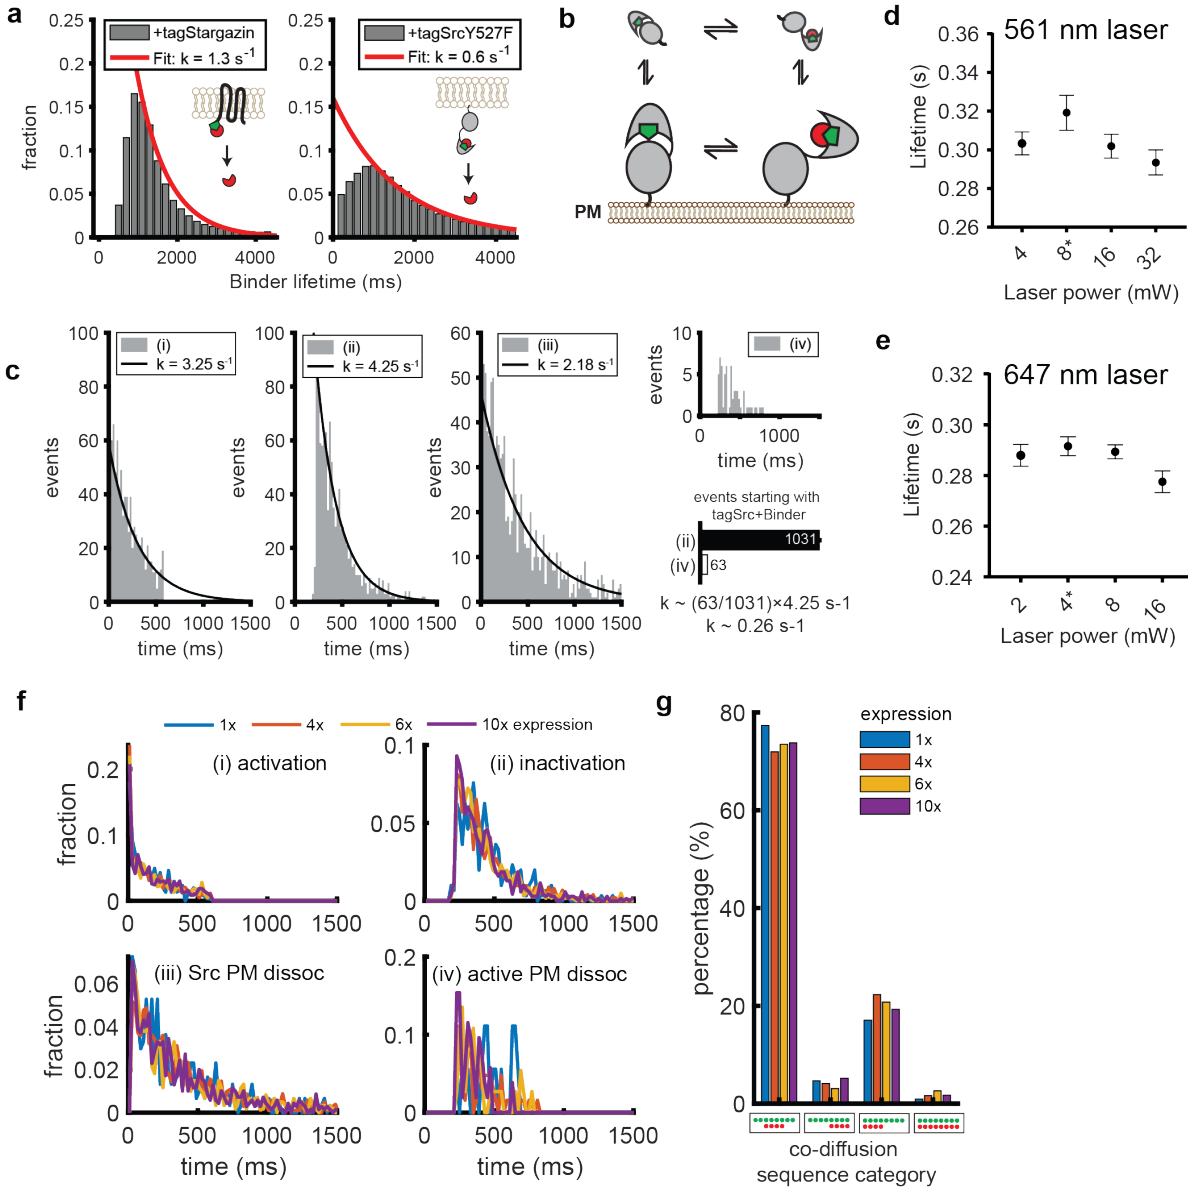 a
0.25
0.2
0.15
0.1
0.05
0
fraction
+tagStargazin
Fit: k = 1.3 s-1
0
2000
4000
0.25
0.2
0.15
0.1
0.05
0
+tagSrcY527F
Fit: k = 0.6 s-1
0
2000
4000
Binder lifetime (ms)
b
PM
c
100
80
60
40
20
0
events
(i)
k = 3.25 s-1
0
500
1000
1500
time (ms)
100
80
60
40
20
0
events
(ii)
k = 4.25 s-1
0
500
1000
1500
time (ms)
60
50
40
30
20
10
0
events
(iii)
k = 2.18 s-1
0
500
1000
1500
time (ms)
10
5
0
events
(iv)
0
1000
time (ms)
events starting with
tagSrc+Binder
(ii)
1031
(iv)
63
k ~ (63/1031)×4.25 s-1
k ~ 0.26 s-1
d
561 nm laser
0.36
0.34
0.32
0.30
0.28
0.26
Lifetime (s)
4
8*
16
32
Laser power (mW)
e
647 nm laser
0.32
0.30
0.28
0.26
0.24
Lifetime (s)
2
4*
8
16
Laser power (mW)
f
1x
4x
6x
10x expression
(i) activation
0.2
0.1
0
fraction
0
500
1000
1500
(ii) inactivation
0.1
0.05
0
0
500
1000
1500
(iii) Src PM dissoc
0.06
0.04
0.02
0
fraction
0
500
1000
1500
time (ms)
(iv) active PM dissoc
0.2
0.1
0
0
500
1000
1500
time (ms)
g
80
60
40
20
0
percentage (%)
expression
1x
4x
6x
10x
co-diffusion
sequence category